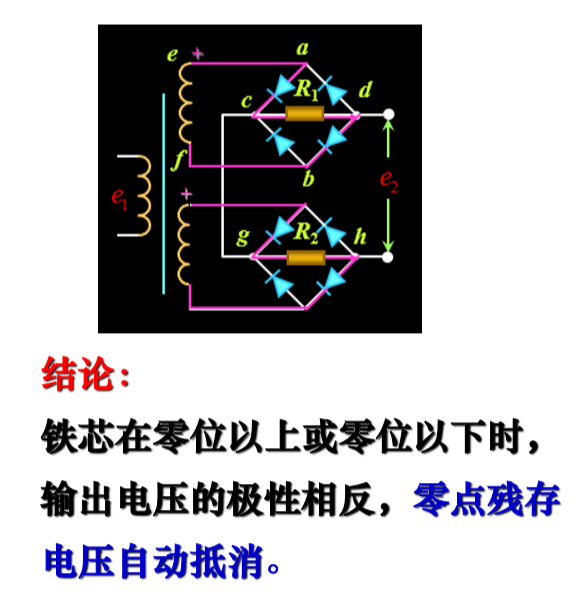 e + a
c R1 d
f
b
e1 + e2
g R2 h
结论：
铁芯在零位以上或零位以下时，
输出电压的极性相反，零点残存
电压自动抵消。